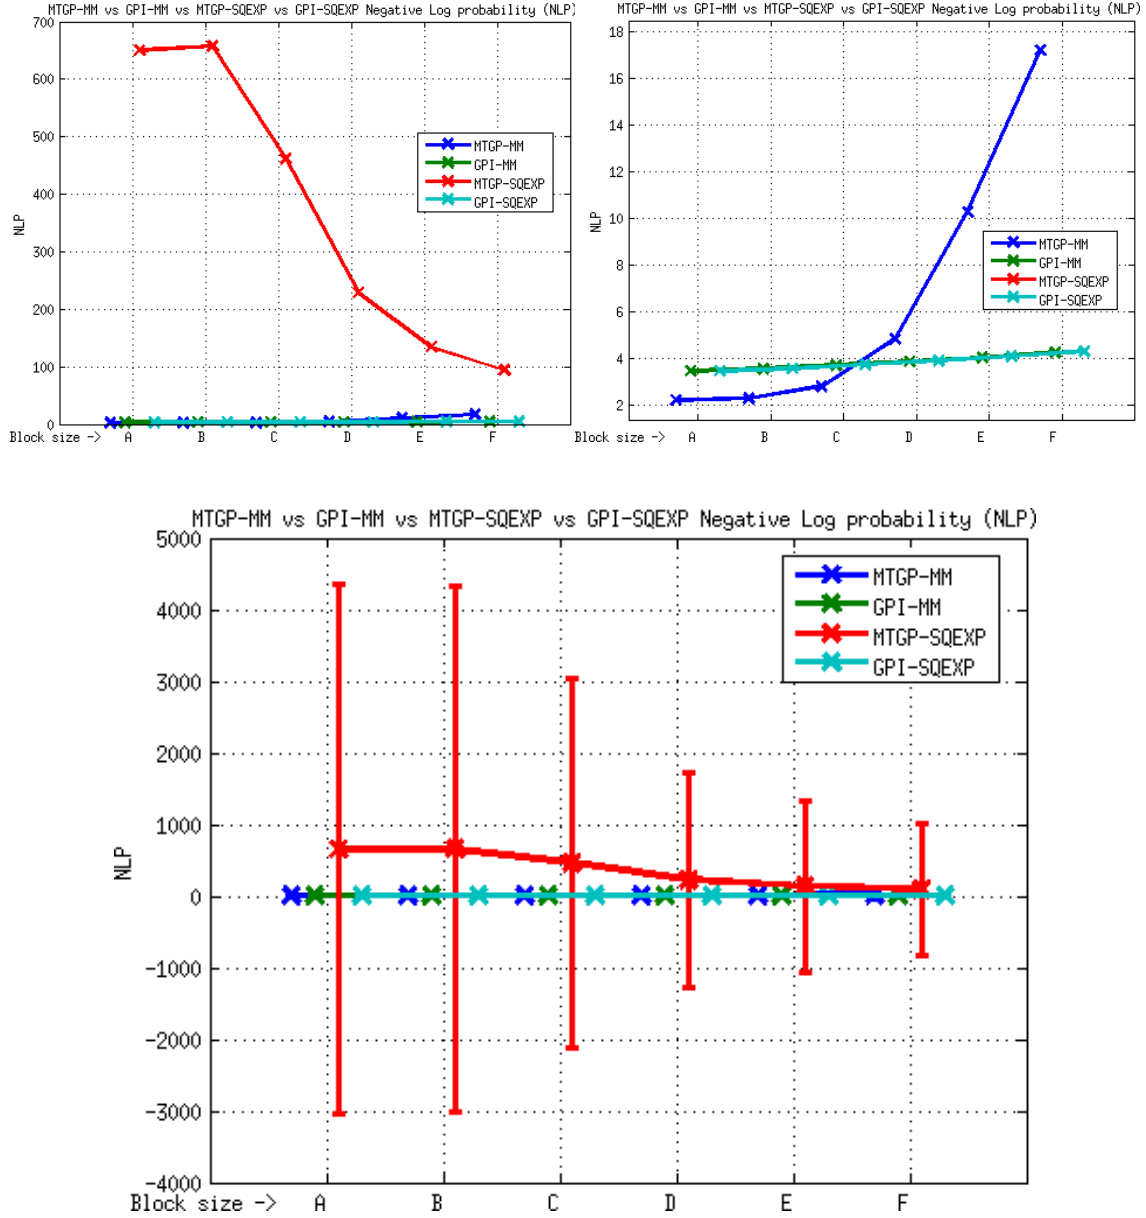 MTGP-MM vs GPI-MM vs MTGP-SQEXP vs GPI-SQEXP Negative Log probability (NLP)
700
600
500
400
300
200
100
0
NLP
MTGP-MM
GPI-MM
MTGP-SQEXP
GPI-SQEXP
Block size -> A B C D E F
MTGP-MM vs GPI-MM vs MTGP-SQEXP vs GPI-SQEXP Negative Log probability (NLP)
18
16
14
12
10
8
6
4
2
NLP
MTGP-MM
GPI-MM
MTGP-SQEXP
GPI-SQEXP
Block size -> A B C D E F
MTGP-MM vs GPI-MM vs MTGP-SQEXP vs GPI-SQEXP Negative Log probability (NLP)
5000
4000
3000
2000
1000
0
-1000
-2000
-3000
-4000
NLP
MTGP-MM
GPI-MM
MTGP-SQEXP
GPI-SQEXP
Block size -> A B C D E F